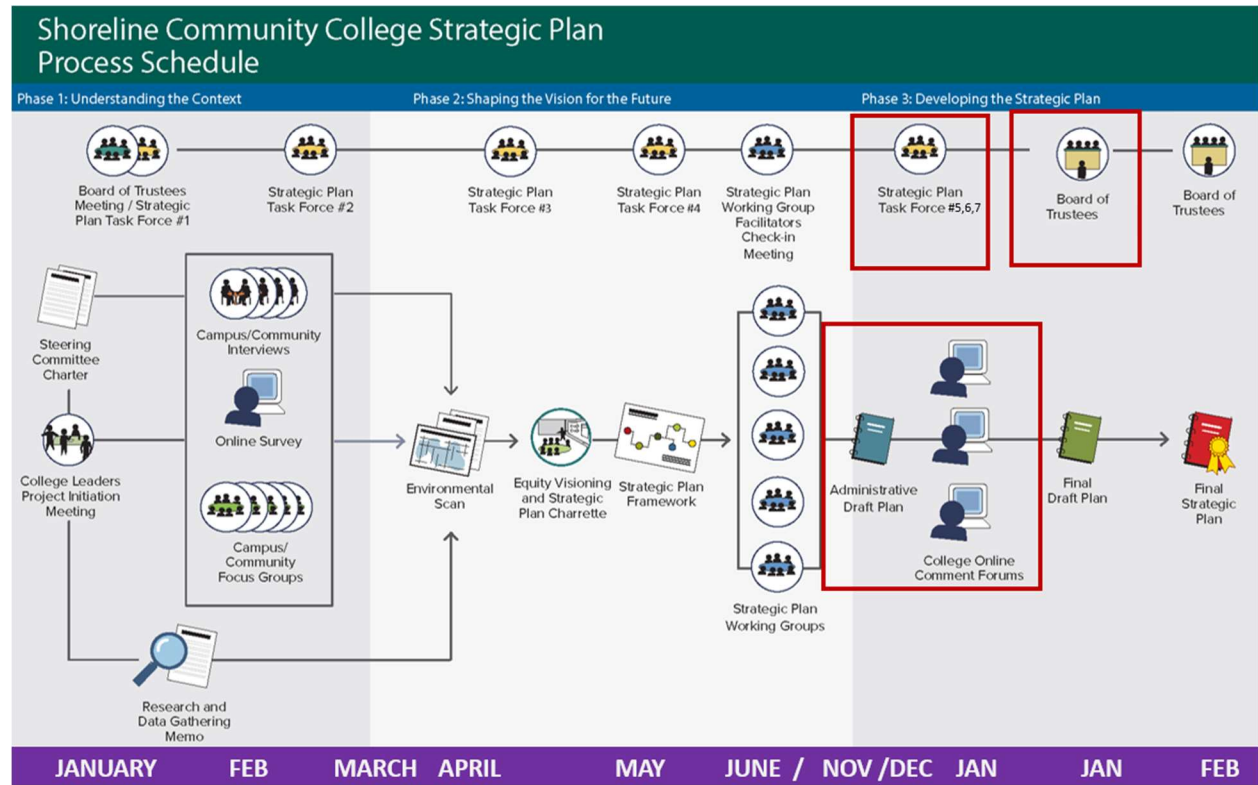 Shoreline Community College Strategic Plan
Process Schedule
Phase 1: Understanding the Context
Phase 2: Shaping the Vision for the Future
Phase 3: Developing the Strategic Plan
Board of Trustees
Meeting / Strategic
Plan Task Force #1
Strategic Plan
Task Force #2
Strategic Plan
Task Force #3
Strategic Plan
Task Force #4
Strategic Plan
Working Group
Facilitators
Check-in
Meeting
Strategic Plan
Task Force #5,6,7
Board of
Trustees
Board of
Trustees
Steering
Committee
Charter
College Leaders
Project Initiation
Meeting
Campus/Community
Interviews
Online Survey
Campus/
Community
Focus Groups
Research and
Data Gathering
Memo
Environmental
Scan
Equity Visioning
and Strategic
Plan Charrette
Strategic Plan
Framework
Strategic Plan
Working Groups
Administrative
Draft Plan
College Online
Comment Forums
Final
Draft Plan
Final
Strategic
Plan
JANUARY FEB MARCH APRIL MAY JUNE / NOV /DEC JAN JAN FEB